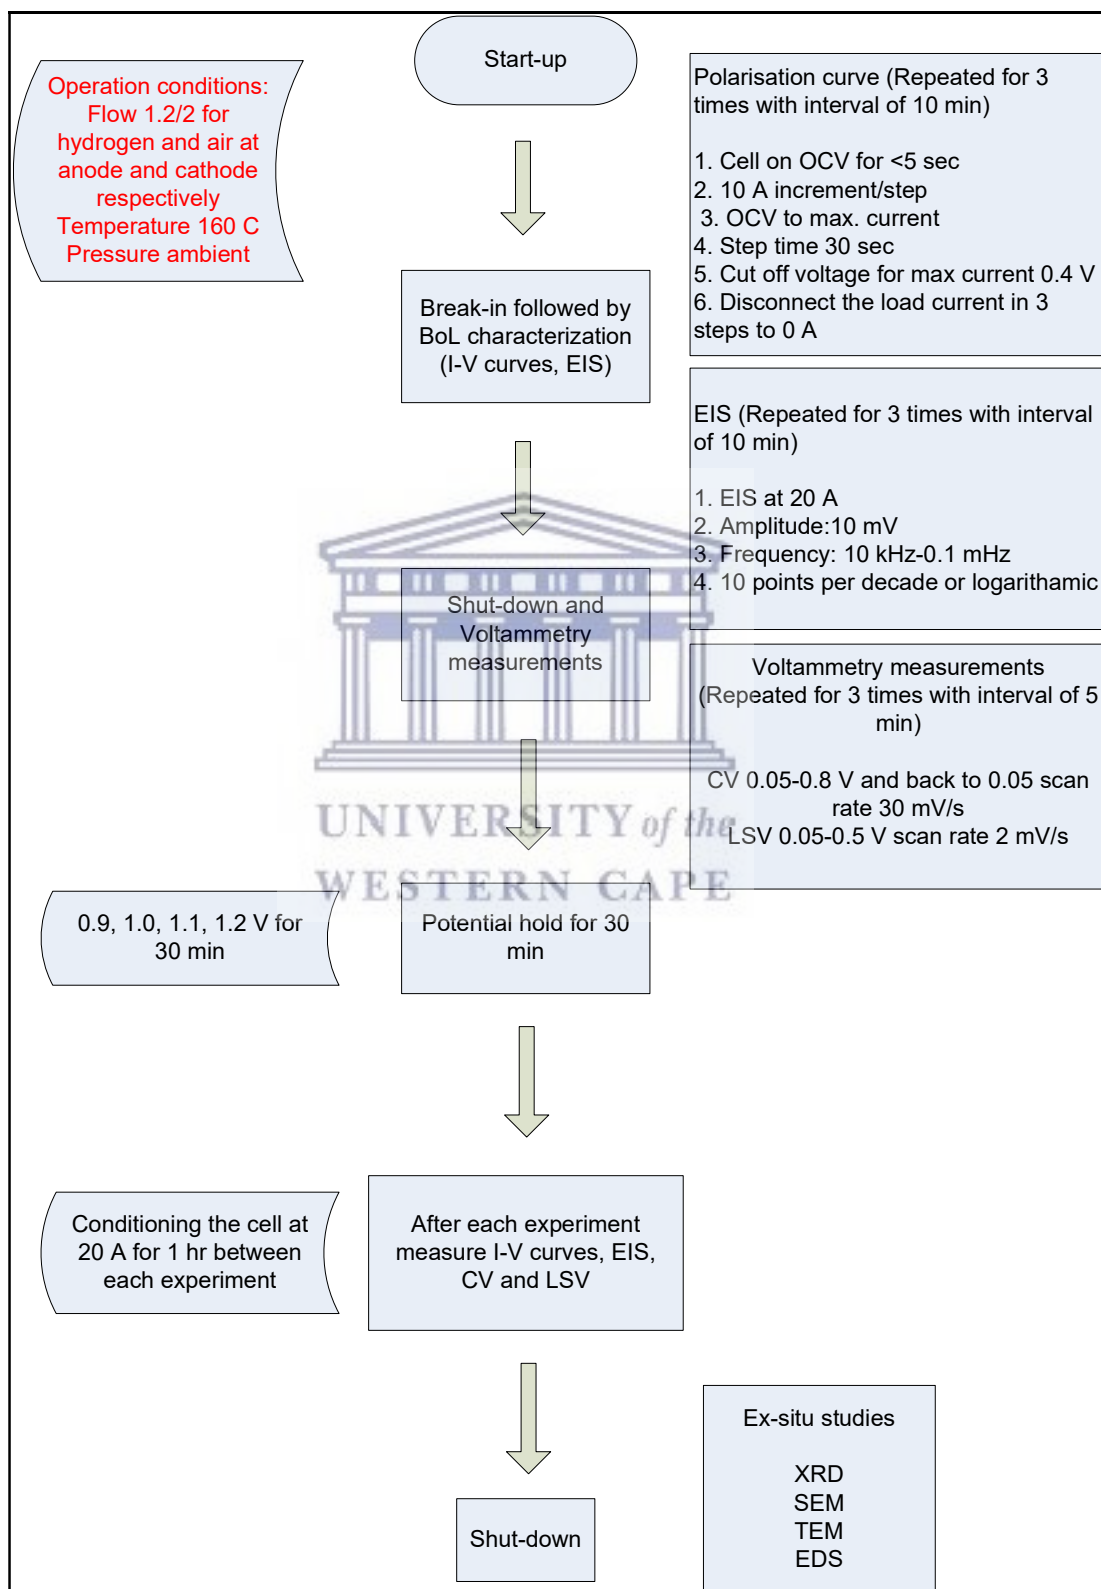 Start-up
Operation conditions:
Flow 1.2/2 for
hydrogen and air at
anode and cathode
respectively
Temperature 160 C
Pressure ambient
Polarisation curve (Repeated for 3
times with interval of 10 min)
1. Cell on OCV for <5 sec
2. 10 A increment/step
3. OCV to max. current
4. Step time 30 sec
5. Cut off voltage for max current 0.4 V
6. Disconnect the load current in 3
steps to 0 A
Break-in followed by
BoL characterization
(I-V curves, EIS)
EIS (Repeated for 3 times with interval
of 10 min)
1. EIS at 20 A
2. Amplitude:10 mV
3. Frequency: 10 kHz-0.1 mHz
4. 10 points per decade or logarithamic
Shut-down and
Voltammetry
measurements
Voltammetry measurements
(Repeated for 3 times with interval of 5
min)
CV 0.05-0.8 V and back to 0.05 scan
rate 30 mV/s
LSV 0.05-0.5 V scan rate 2 mV/s
UNIVERSITY of the
WESTERN CAPE
0.9, 1.0, 1.1, 1.2 V for
30 min
Potential hold for 30
min
Conditioning the cell at
20 A for 1 hr between
each experiment
After each experiment
measure I-V curves, EIS,
CV and LSV
Ex-situ studies
XRD
SEM
TEM
EDS
Shut-down